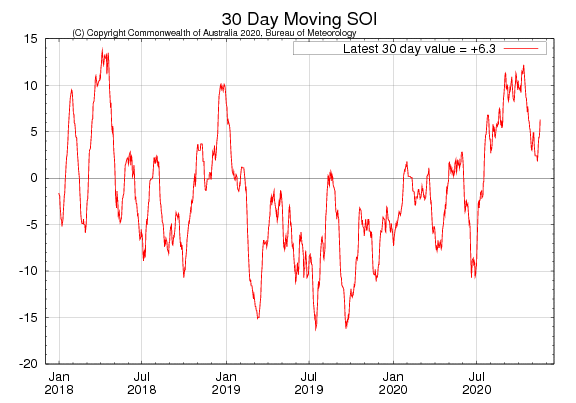 30 Day Moving SOI
(C) Copyright Commonwealth of Australia 2020, Bureau of Meteorology
Latest 30 day value = +6.3
15
10
5
0
-5
-10
-15
-20
Jan Jul Jan Jul Jan Jul
2018 2018 2019 2019 2020 2020